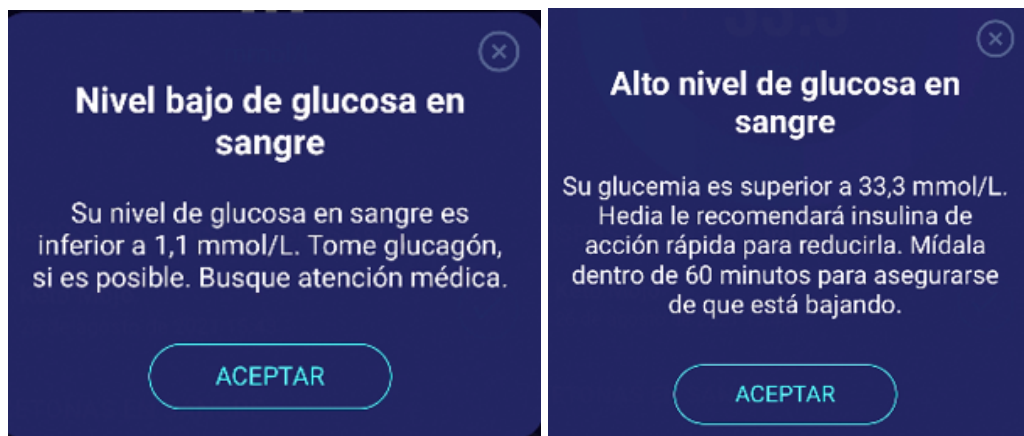 Nivel bajo de glucosa en
sangre
Su nivel de glucosa en sangre es
inferior a 1,1 mmol/L. Tome glucagón,
si es posible. Busque atención médica.
ACEPTAR
Alto nivel de glucosa en
sangre
Su glucemia es superior a 33,3 mmol/L.
Hedia le recomendará insulina de
acción rápida para reducirla. Mídala
dentro de 60 minutos para asegurarse
de que está bajando.
ACEPTAR